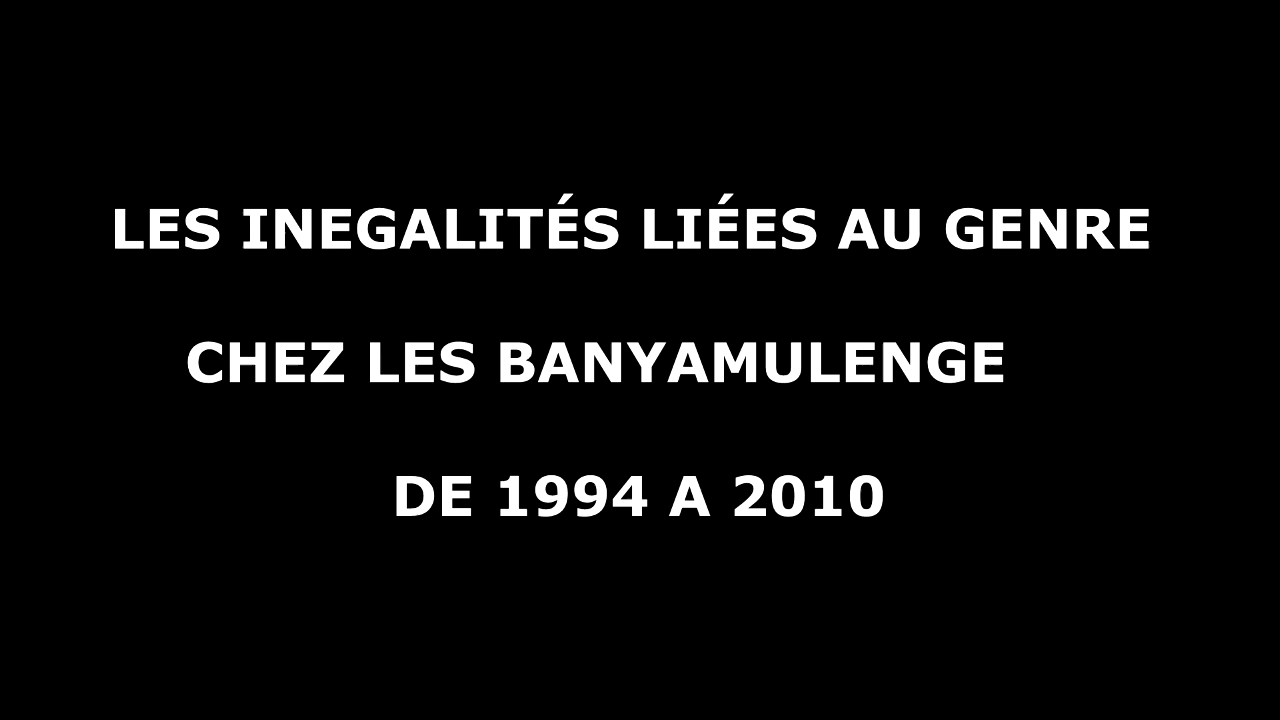 LES INEGALITÉS LIÉES AU GENRE
CHEZ LES BANYAMULENGE
DE 1994 A 2010